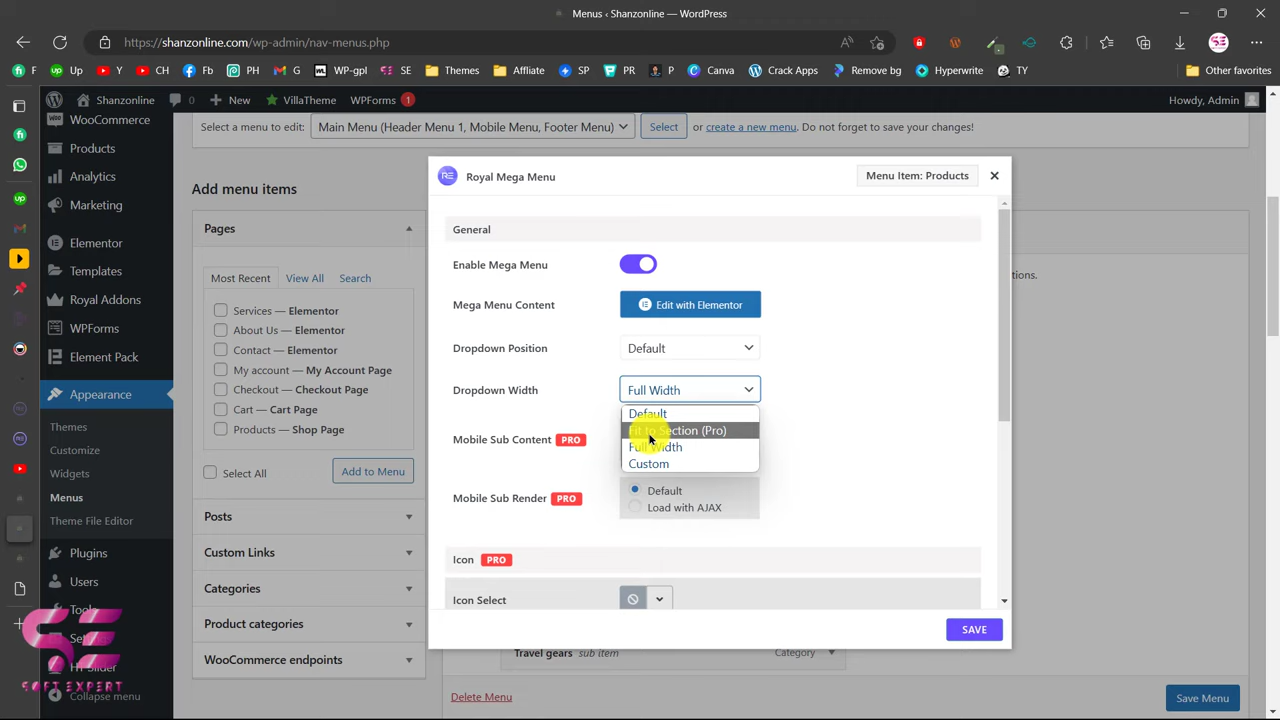 Menus ‹ Shanzonline — WordPress
https://shanzonline.com/wp-admin/nav-menus.php
F
Up
Y
CH
Fb
PH
G
WP-gpl
SE
Themes
Affliate
SP
PR
P
Canva
Crack Apps
Remove bg
Hyperwrite
TY
Other favorites
Shanzonline
0
New
VillaTheme
WPForms 1
Howdy, Admin
WooCommerce
Products
Analytics
Marketing
Elementor
Templates
Royal Addons
WPForms
Element Pack
Appearance
Themes
Customize
Widgets
Menus
Theme File Editor
Plugins
Users
Tools
Collapse menu
SOFT EXPERT
Select a menu to edit:
Main Menu (Header Menu 1, Mobile Menu, Footer Menu)
Select
or create a new menu. Do not forget to save your changes!
Add menu items
Pages
Most Recent
View All
Search
Services — Elementor
About Us — Elementor
Contact — Elementor
My account — My Account Page
Checkout — Checkout Page
Cart — Cart Page
Products — Shop Page
Select All
Add to Menu
Posts
Custom Links
Categories
Product categories
WooCommerce endpoints
Royal Mega Menu
Menu Item: Products
General
Enable Mega Menu
Mega Menu Content
Edit with Elementor
Dropdown Position
Default
Dropdown Width
Full Width
Default
Fit to Section (Pro)
Full Width
Custom
Mobile Sub Content PRO
Mobile Sub Render PRO
Default
Load with AJAX
Icon PRO
Icon Select
SAVE
Travel gears sub item
Category
Delete Menu
Save Menu